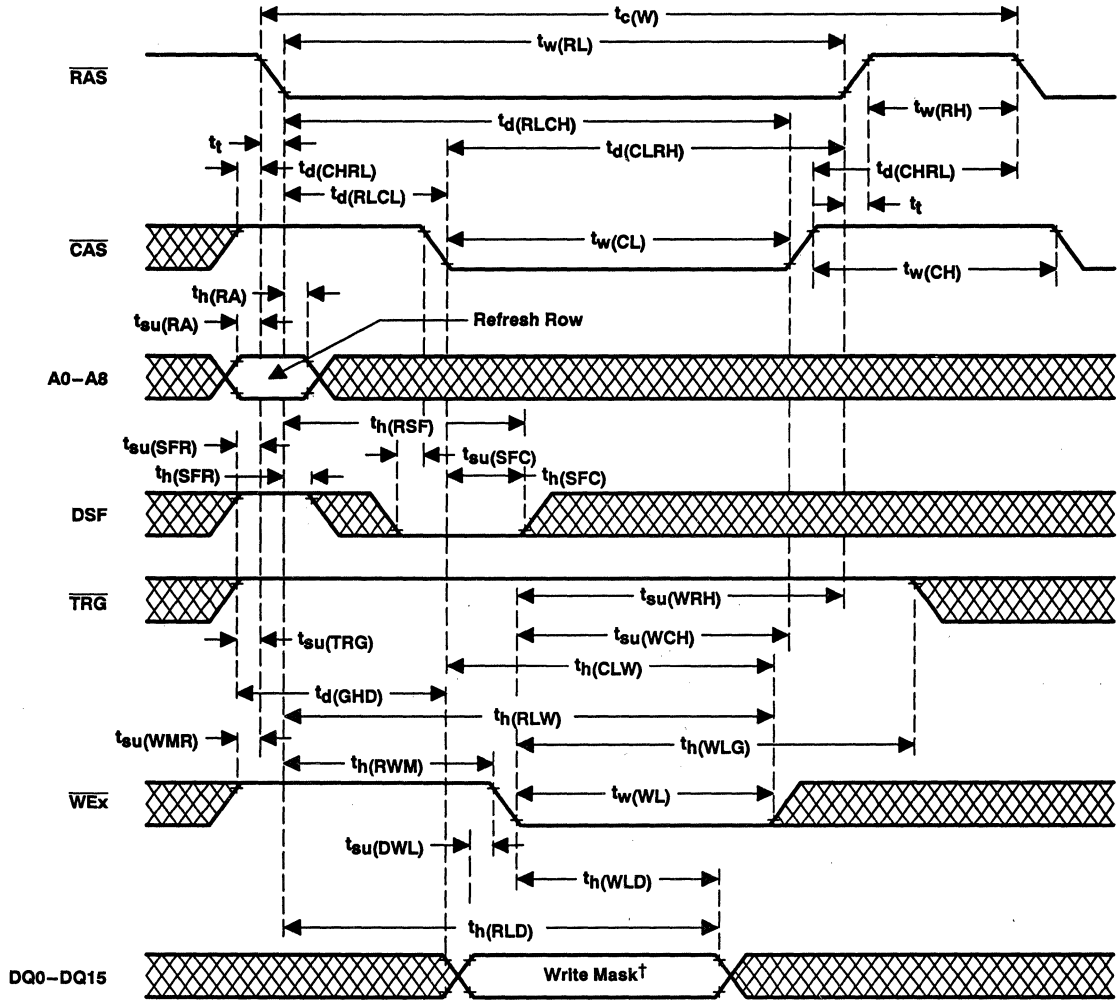 tc(W)
tw(RL)
RAS
tw(RH)
td(RLCH)
tt
td(CLRH)
td(CHRL)
td(CHRL)
td(RLCL)
tt
CAS
tw(CL)
tw(CH)
th(RA)
tsu(RA)
Refresh Row
A0–A8
th(RSF)
tsu(SFR)
tsu(SFC)
th(SFR)
th(SFC)
DSF
TRG
tsu(WRH)
tsu(TRG)
tsu(WCH)
th(CLW)
td(GHD)
th(RLW)
tsu(WMR)
th(WLG)
th(RWM)
WEx
tw(WL)
tsu(DWL)
th(WLD)
th(RLD)
DQ0–DQ15
Write Mask†